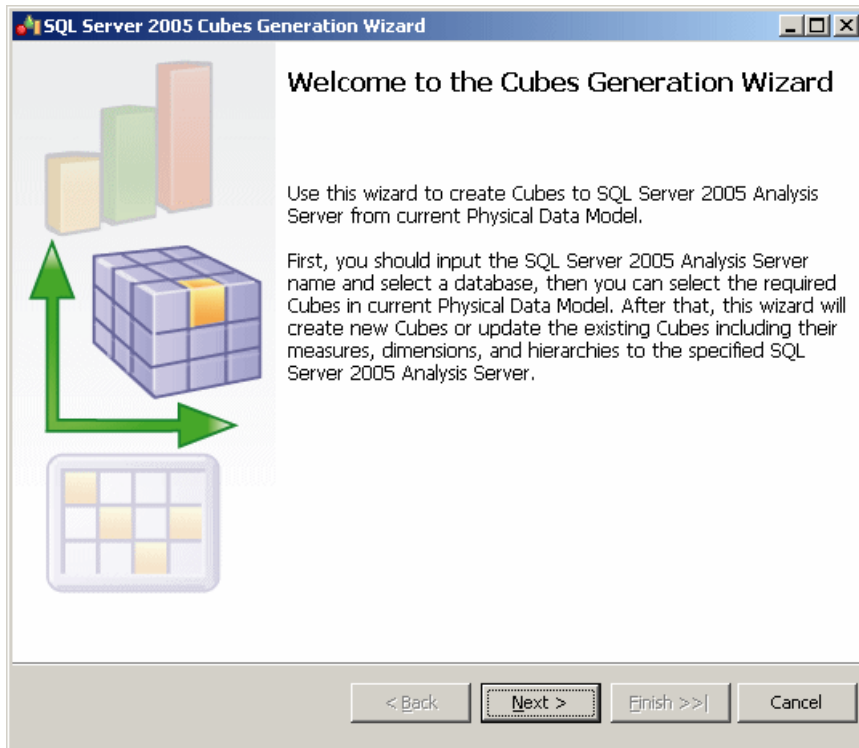 SQL Server 2005 Cubes Generation Wizard
Welcome to the Cubes Generation Wizard
Use this wizard to create Cubes to SQL Server 2005 Analysis
Server from current Physical Data Model.
First, you should input the SQL Server 2005 Analysis Server
name and select a database, then you can select the required
Cubes in current Physical Data Model. After that, this wizard will
create new Cubes or update the existing Cubes including their
measures, dimensions, and hierarchies to the specified SQL
Server 2005 Analysis Server.
< Back Next > Finish >>| Cancel